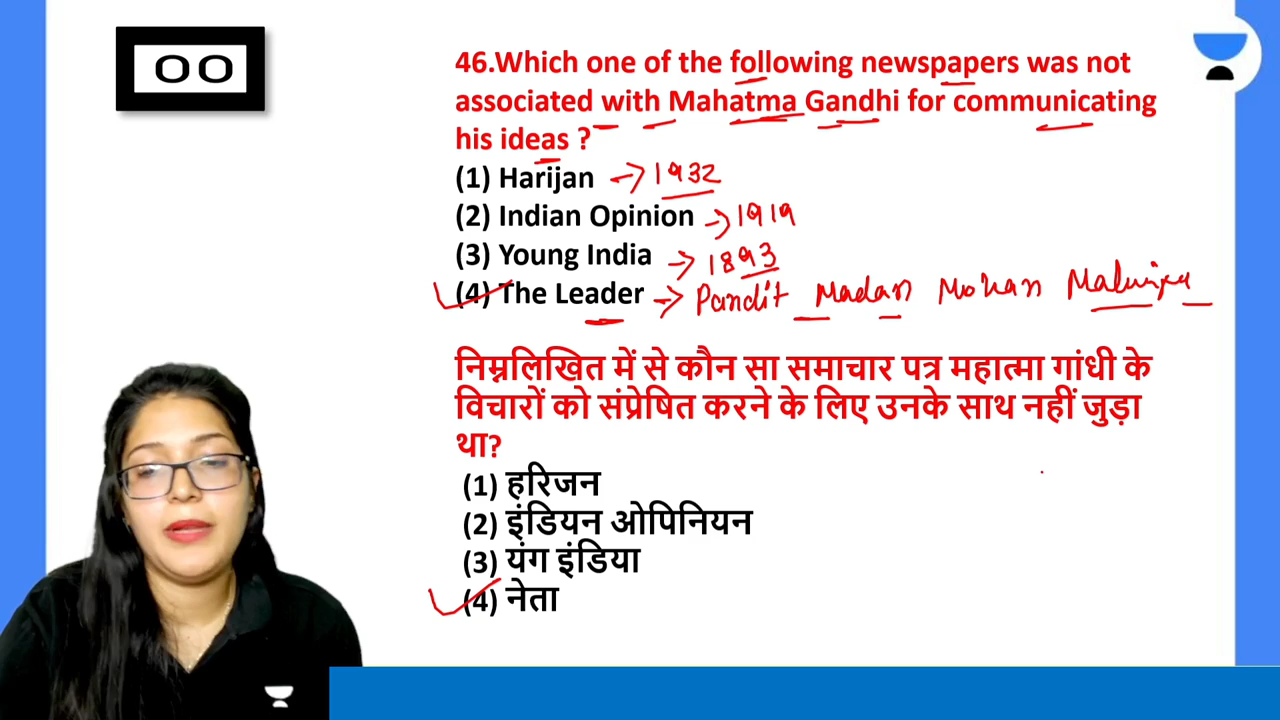 00
46.Which one of the following newspapers was not
associated with Mahatma Gandhi for communicating
his ideas ?
(1) Harijan → 1932
(2) Indian Opinion → 1919
(3) Young India → 1893
(4) The Leader → Pandit Madan Mohan Malviya
निम्नलिखित में से कौन सा समाचार पत्र महात्मा गांधी के
विचारों को संप्रेषित करने के लिए उनके साथ नहीं जुड़ा
था?
(1) हरिजन
(2) इंडियन ओपिनियन
(3) यंग इंडिया
(4) नेता